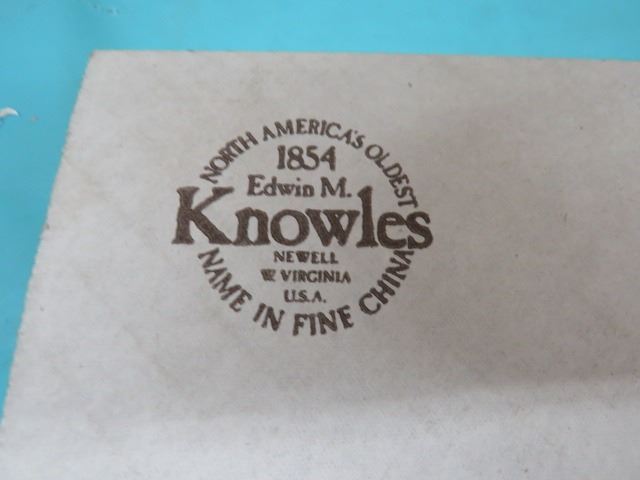 NORTH AMERICA'S OLDEST
1854
Edwin M.
Knowles
NEWELL
W. VIRGINIA
U.S.A.
NAME IN FINE CHINA